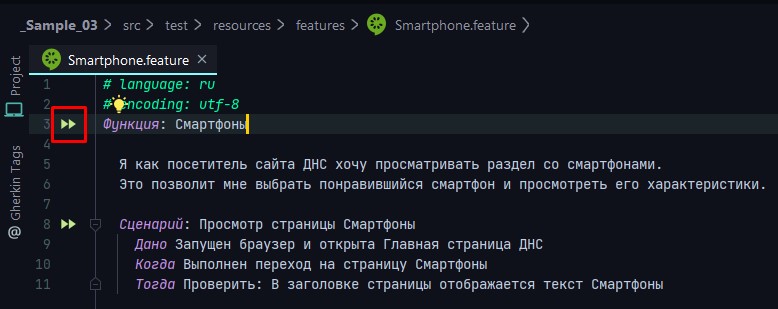 _Sample_03 > src > test > resources > features > Smartphone.feature >
Smartphone.feature ×
Project
Gherkin Tags
1 # language: ru
2 # encoding: utf-8
3 Функция: Смартфоны
4
5 Я как посетитель сайта ДНС хочу просматривать раздел со смартфонами.
6 Это позволит мне выбрать понравившийся смартфон и просмотреть его характеристики.
7
8 Сценарий: Просмотр страницы Смартфоны
9 Дано Запущен браузер и открыта Главная страница ДНС
10 Когда Выполнен переход на страницу Смартфоны
11 Тогда Проверить: В заголовке страницы отображается текст Смартфоны